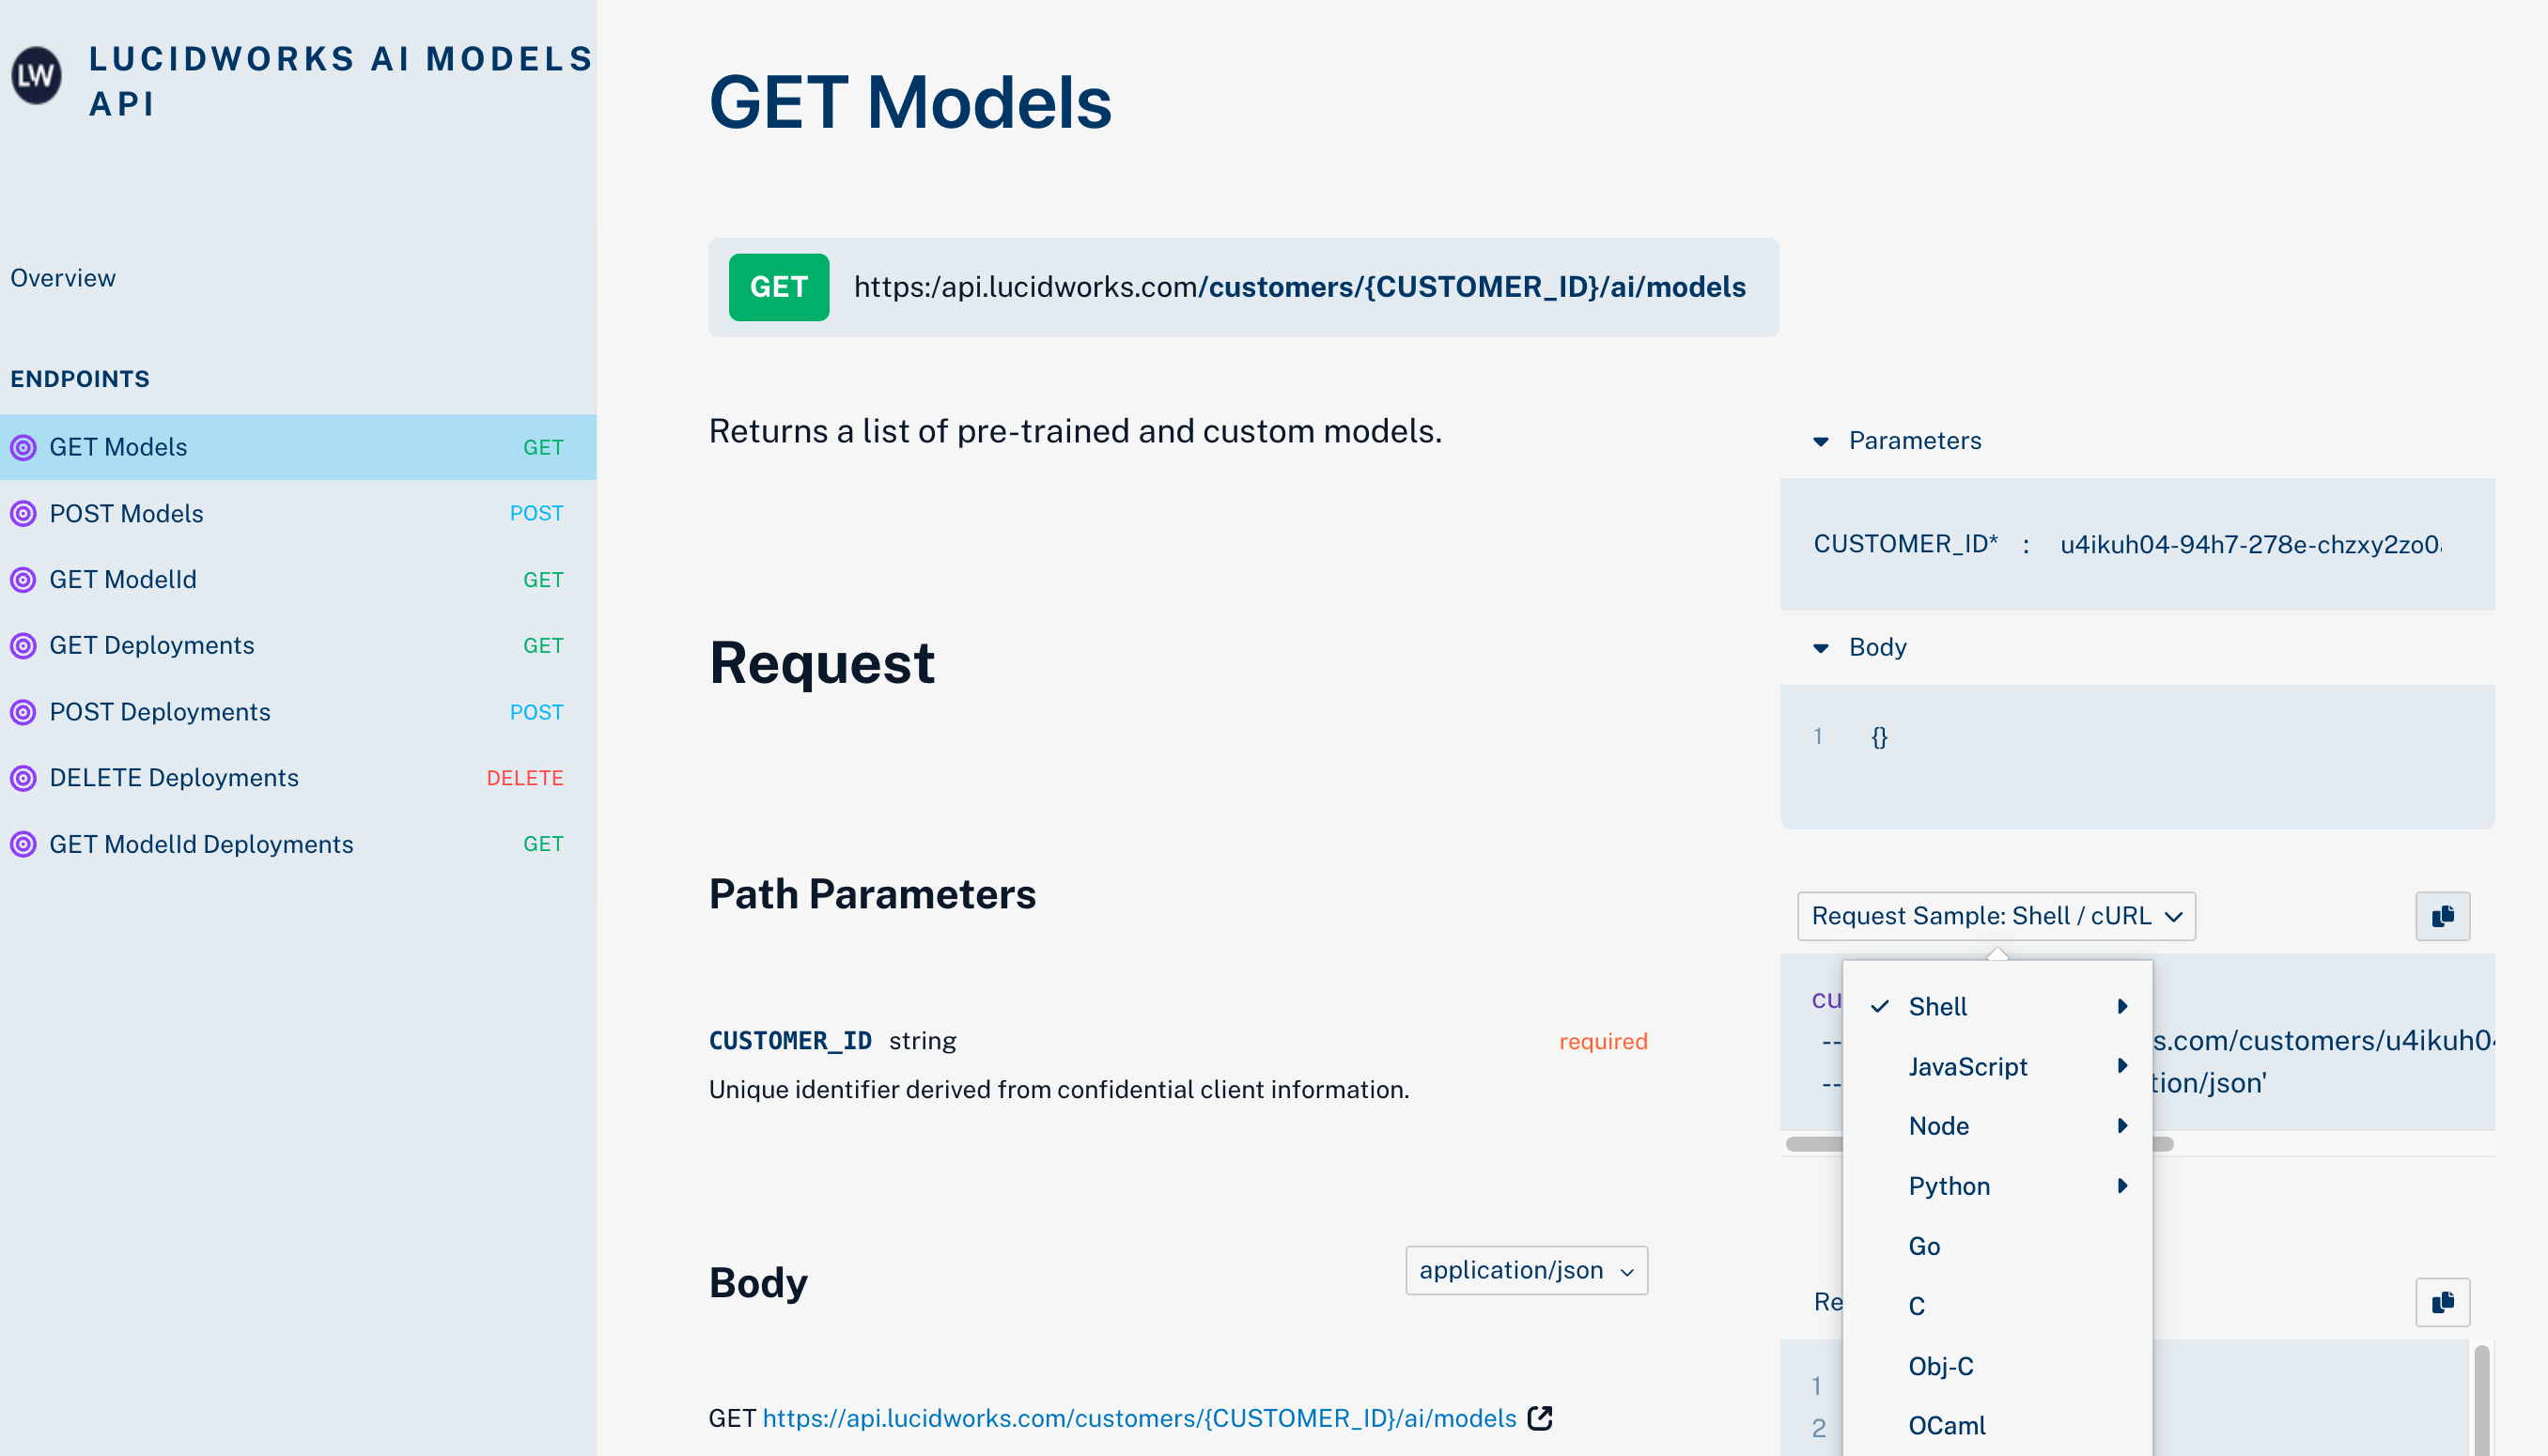 LW
LUCIDWORKS AI MODELS
API
Overview
ENDPOINTS
GET Models GET
POST Models POST
GET ModelId GET
GET Deployments GET
POST Deployments POST
DELETE Deployments DELETE
GET ModelId Deployments GET
GET Models
GET https:/api.lucidworks.com/customers/{CUSTOMER_ID}/ai/models
Returns a list of pre-trained and custom models.
Request
Path Parameters
CUSTOMER_ID string required
Unique identifier derived from confidential client information.
Body application/json
GET https://api.lucidworks.com/customers/{CUSTOMER_ID}/ai/models
Parameters
CUSTOMER_ID* : u4ikuh04-94h7-278e-chzxy2zo0
Body
1 {}
Request Sample: Shell / cURL
cu
-- s.com/customers/u4ikuh0
-- tion/json'
Shell
JavaScript
Node
Python
Go
C
Obj-C
OCaml
Re
1
2